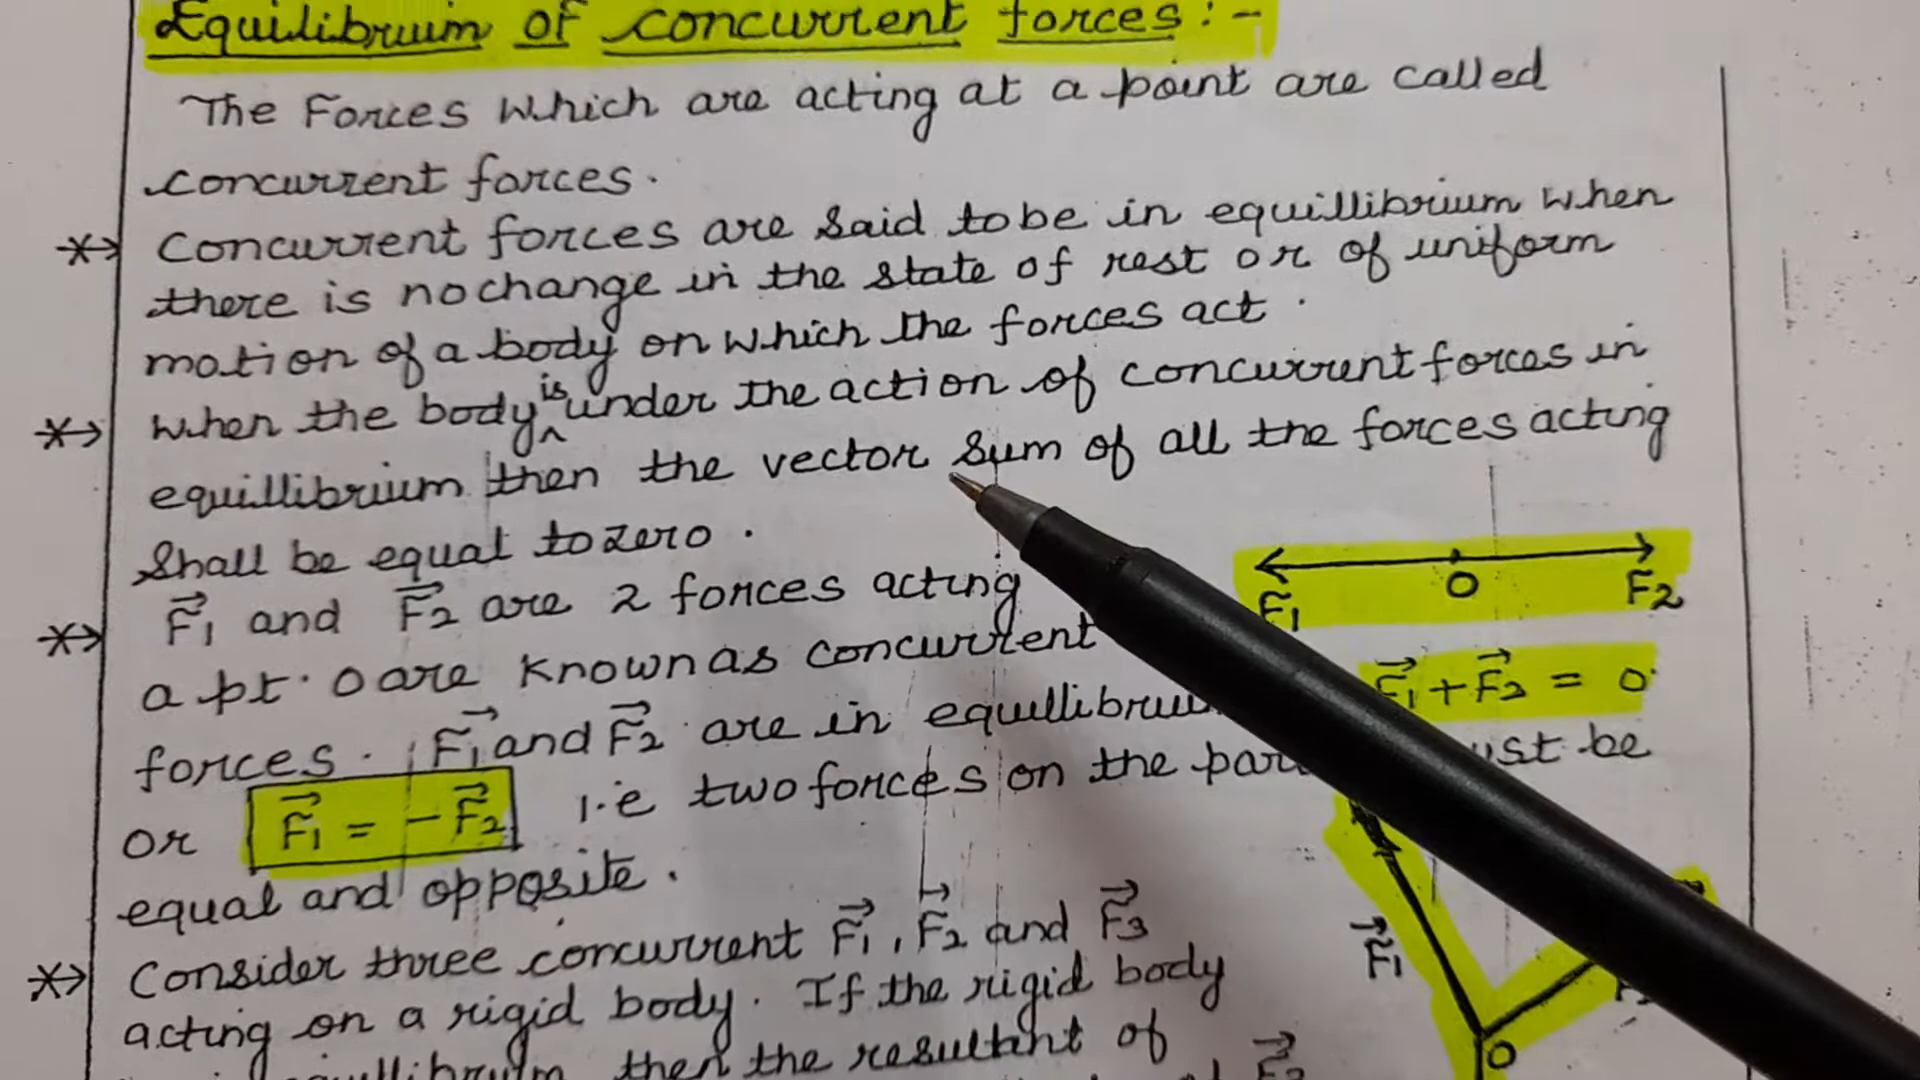 Equilibrium of concurrent forces:-
The Forces which are acting at a point are called
concurrent forces.
*→ Concurrent forces are said to be in equillibrium when
there is no change in the state of rest or of uniform
motion of a body on which the forces act.
*→ when the body is under the action of concurrent forces in
equillibrium then the vector sum of all the forces acting
Shall be equal to zero.
*→ F⃗1 and F⃗2 are 2 forces acting
a pt. O are known as concurrent
forces. F⃗1 and F⃗2 are in
or F⃗1 = -F⃗2 i.e two forces on the
equal and opposite.
F1 O F2
F⃗1 + F⃗2 = 0
be
*→ Consider three concurrent F⃗1, F⃗2 and F⃗3
acting on a rigid body. If the rigid body
then the resultant of
F⃗1
O